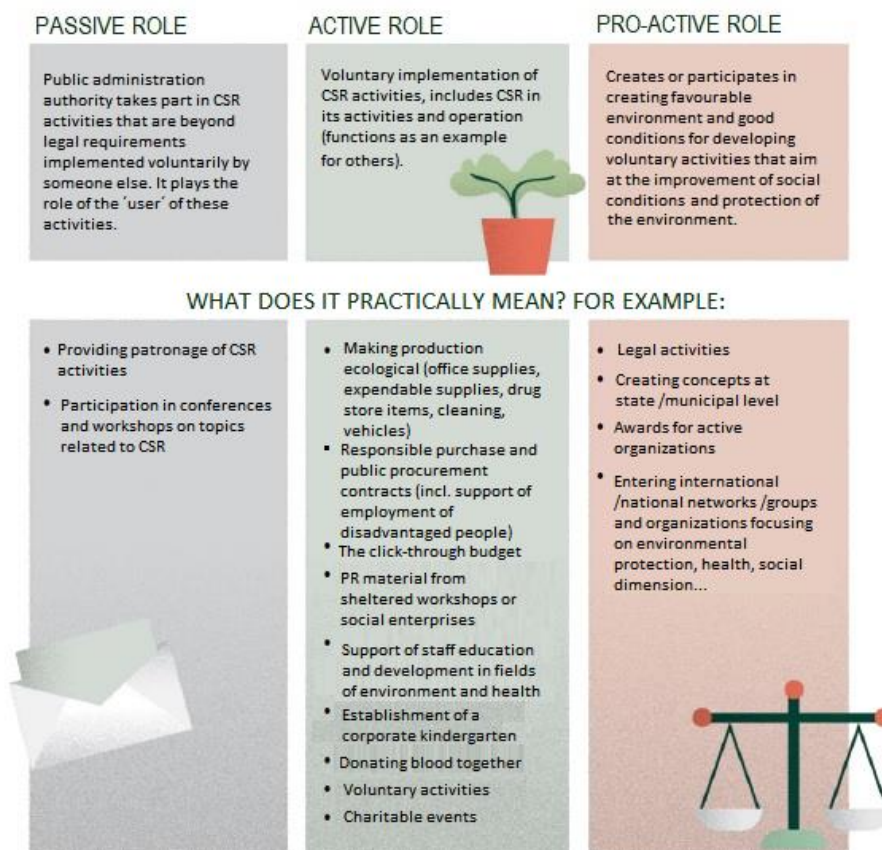 PASSIVE ROLE
Public administration
authority takes part in CSR
activities that are beyond
legal requirements
implemented voluntarily by
someone else. It plays the
role of the ´user´ of these
activities.
ACTIVE ROLE
Voluntary implementation of
CSR activities, includes CSR in
its activities and operation
(functions as an example
for others).
PRO-ACTIVE ROLE
Creates or participates in
creating favourable
environment and good
conditions for developing
voluntary activities that aim
at the improvement of social
conditions and protection of
the environment.
WHAT DOES IT PRACTICALLY MEAN? FOR EXAMPLE:
• Providing patronage of CSR
activities
• Participation in conferences
and workshops on topics
related to CSR
• Making production
ecological (office supplies,
expendable supplies, drug
store items, cleaning,
vehicles)
▪ Responsible purchase and
public procurement
contracts (incl. support of
employment of
disadvantaged people)
• The click-through budget
• PR material from
sheltered workshops or
social enterprises
• Support of staff education
and development in fields
of environment and health
• Establishment of a
corporate kindergarten
• Donating blood together
• Voluntary activities
• Charitable events
• Legal activities
• Creating concepts at
state /municipal level
• Awards for active
organizations
• Entering international
/national networks /groups
and organizations focusing
on environmental
protection, health, social
dimension...